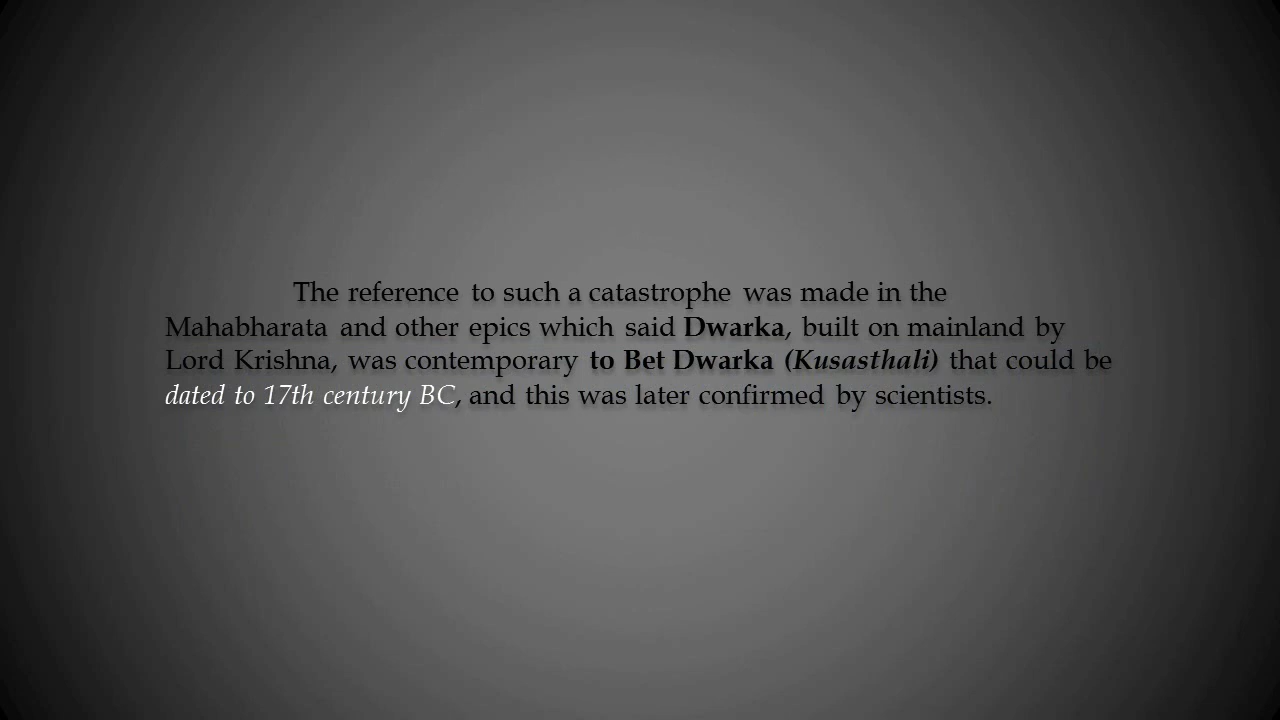 The reference to such a catastrophe was made in the
Mahabharata and other epics which said Dwarka, built on mainland by
Lord Krishna, was contemporary to Bet Dwarka (Kusasthali) that could be
dated to 17th century BC, and this was later confirmed by scientists.